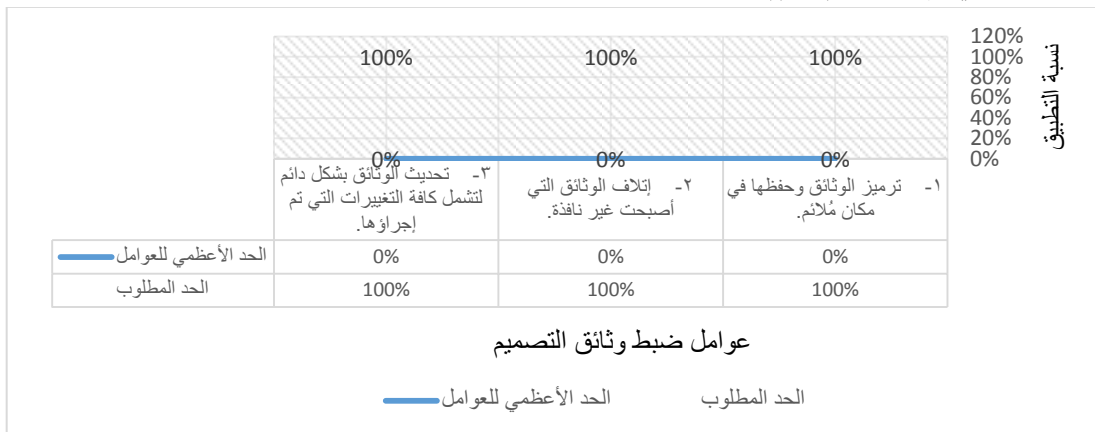 120%
100%
80%
60%
40%
20%
0%
نسبة التطبيق
100% 100% 100%
0% 0% 0%
١- ترميز الوثائق وحفظها في
مكان مُلائم.
٢- إتلاف الوثائق التي
أصبحت غير نافذة.
٣- تحديث الوثائق بشكل دائم
لتشمل كافة التغييرات التي تم
إجراؤها.
الحد الأعظمي للعوامل 0% 0% 0%
الحد المطلوب 100% 100% 100%
عوامل ضبط وثائق التصميم
الحد المطلوب الحد الأعظمي للعوامل